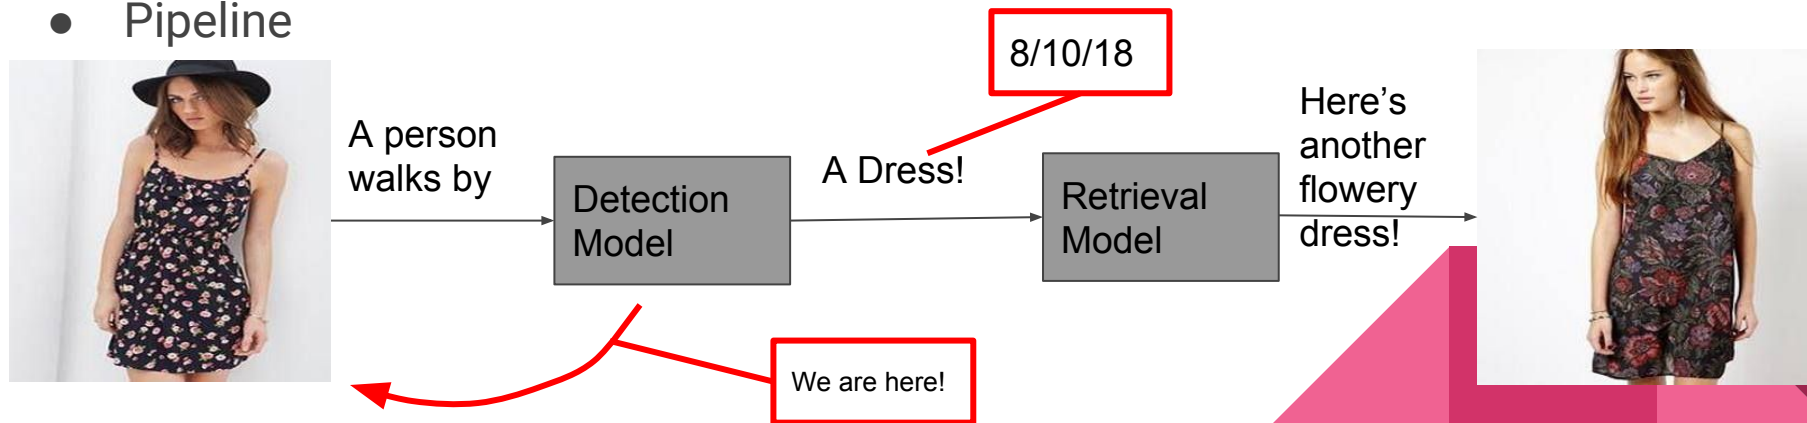 ● Pipeline
8/10/18
A person
walks by
Detection
Model
A Dress!
Retrieval
Model
Here’s
another
flowery
dress!
We are here!